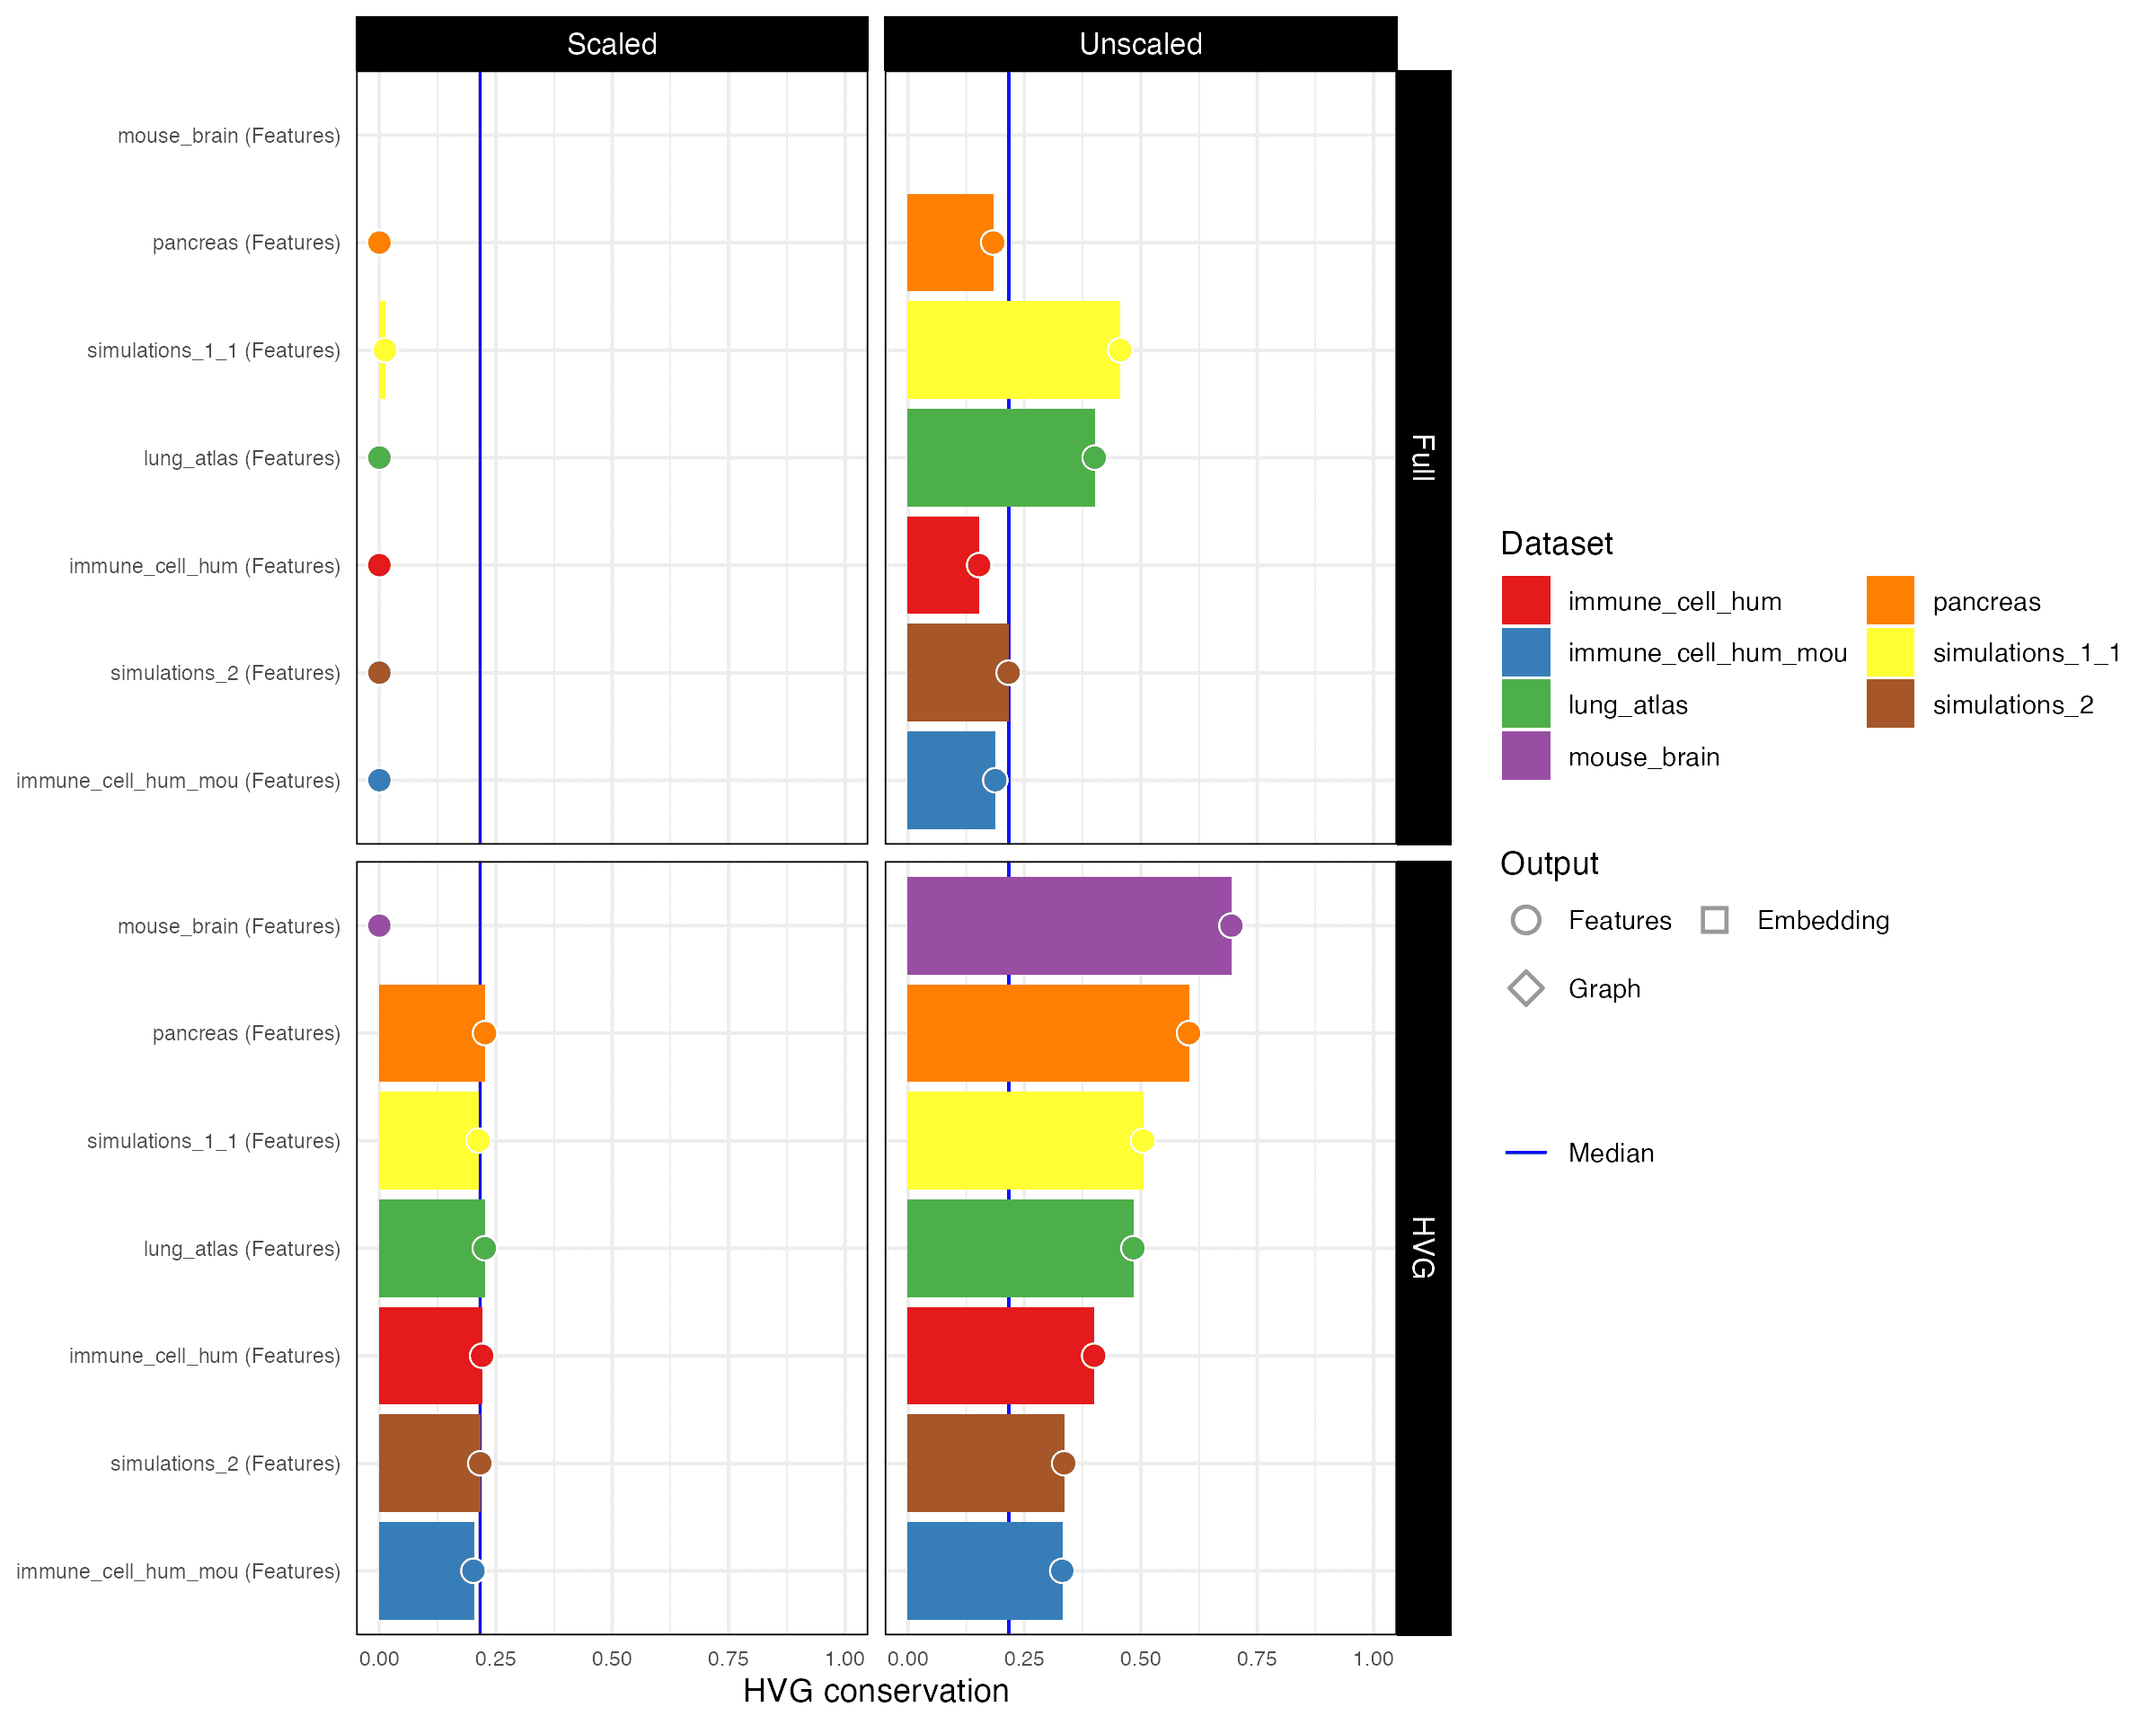 Scaled
Unscaled
mouse_brain (Features)
pancreas (Features)
simulations_1_1 (Features)
lung_atlas (Features)
immune_cell_hum (Features)
simulations_2 (Features)
immune_cell_hum_mou (Features)
Full
mouse_brain (Features)
pancreas (Features)
simulations_1_1 (Features)
lung_atlas (Features)
immune_cell_hum (Features)
simulations_2 (Features)
immune_cell_hum_mou (Features)
HVG
0.00 0.25 0.50 0.75 1.00
0.00 0.25 0.50 0.75 1.00
HVG conservation
Dataset
immune_cell_hum
immune_cell_hum_mou
lung_atlas
mouse_brain
pancreas
simulations_1_1
simulations_2
Output
Features
Embedding
Graph
Median